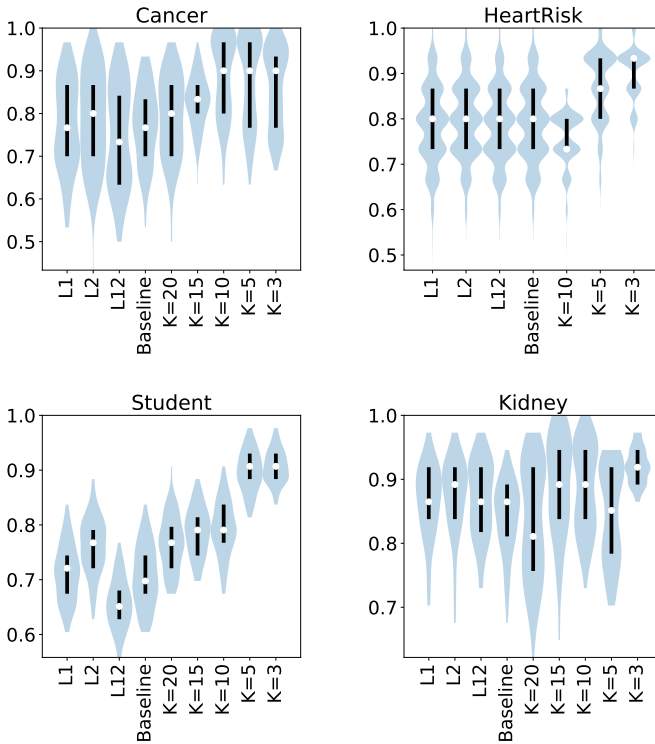 Cancer
1.0
0.9
0.8
0.7
0.6
0.5
L1
L2
L12
Baseline
K=20
K=15
K=10
K=5
K=3
HeartRisk
1.0
0.9
0.8
0.7
0.6
0.5
L1
L2
L12
Baseline
K=10
K=5
K=3
Student
1.0
0.9
0.8
0.7
0.6
L1
L2
L12
Baseline
K=20
K=15
K=10
K=5
K=3
Kidney
1.0
0.9
0.8
0.7
L1
L2
L12
Baseline
K=20
K=15
K=10
K=5
K=3